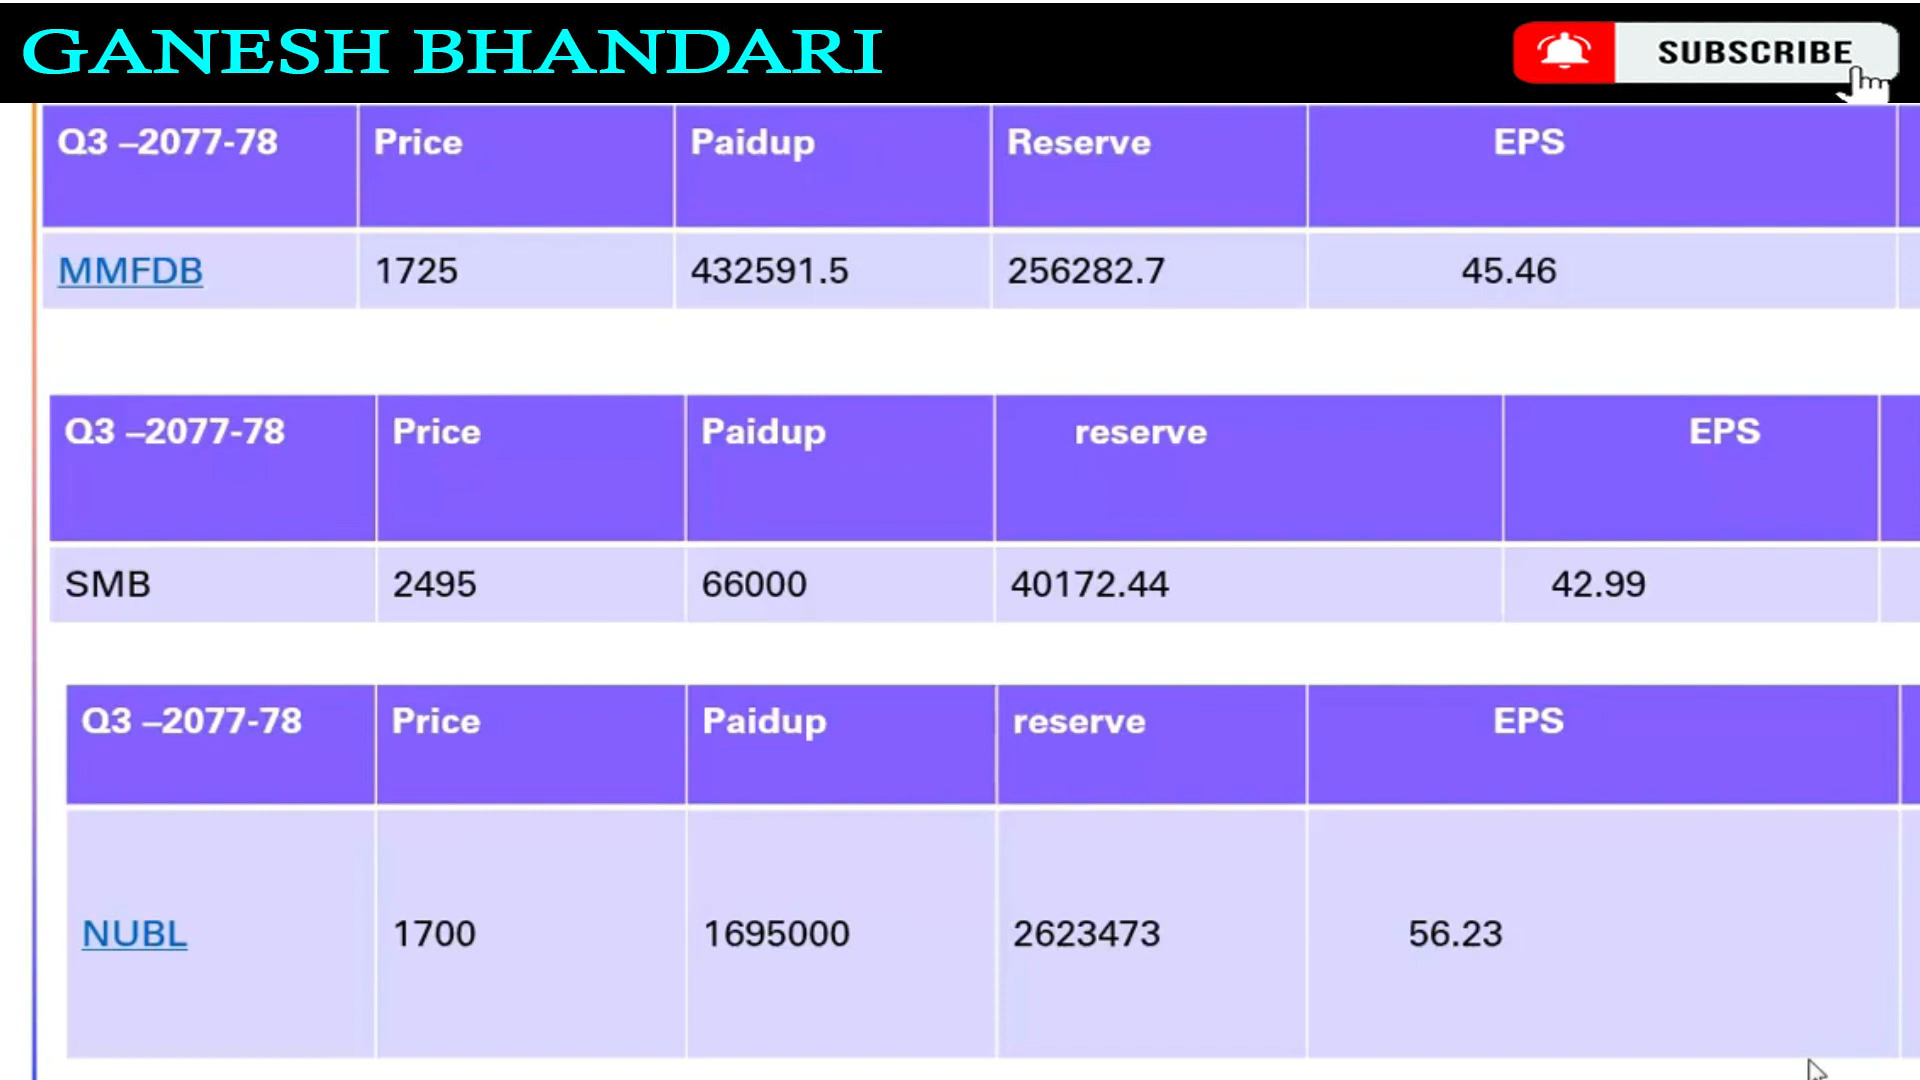 GANESH BHANDARI
SUBSCRIBE
Q3 –2077-78 Price Paidup Reserve EPS
MMFDB 1725 432591.5 256282.7 45.46
Q3 –2077-78 Price Paidup reserve EPS
SMB 2495 66000 40172.44 42.99
Q3 –2077-78 Price Paidup reserve EPS
NUBL 1700 1695000 2623473 56.23